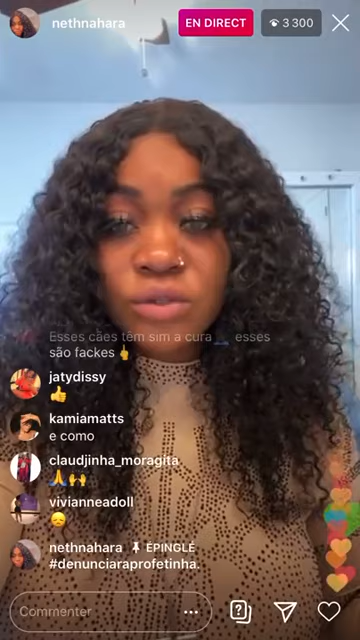 nethnahara
EN DIRECT
3 300
Esses cães têm sim a cura esses
são fackes
jatydissy
kamiamatts
e como
claudjinha_moragita
vivianneadoll
nethnahara ÉPINGLÉ
#denunciaraprofetinha.
Commenter